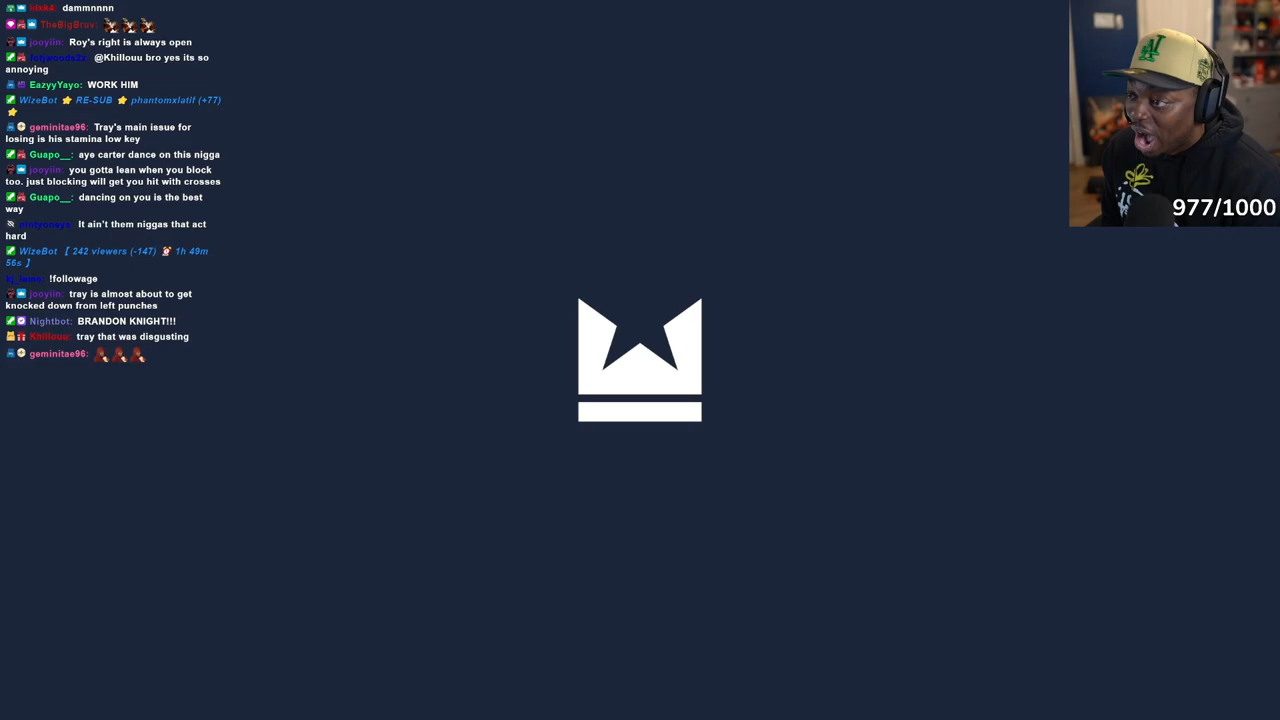 dammnnnn
TheBigBruv:
jooyiin: Roy's right is always open
@Khillouu bro yes its so
annoying
EazyyYayo: WORK HIM
WizeBot ⭐ RE-SUB ⭐ phantomxlatif (+77)
⭐
geminitae96: Tray's main issue for
losing is his stamina low key
Guapo__: aye carter dance on this nigga
jooyiin: you gotta lean when you block
too. just blocking will get you hit with crosses
Guapo__: dancing on you is the best
way
It ain't them niggas that act
hard
WizeBot 【 242 viewers (-147) ⏰ 1h 49m
56s 】
!followage
jooyiin: tray is almost about to get
knocked down from left punches
Nightbot: BRANDON KNIGHT!!!
Khillouu: tray that was disgusting
geminitae96:
977/1000